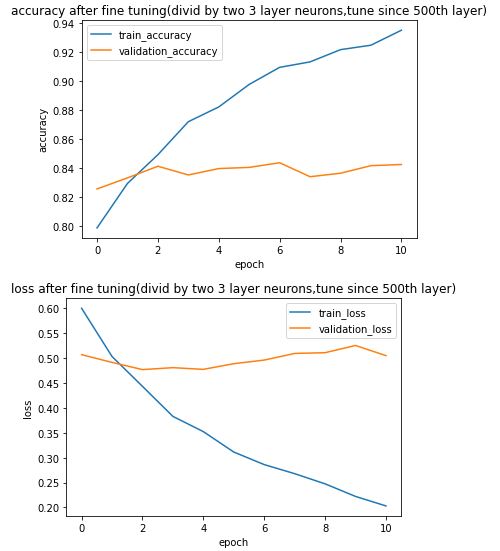 accuracy after fine tuning(divid by two 3 layer neurons,tune since 500th layer)
train_accuracy
validation_accuracy
0.94
0.92
0.90
0.88
0.86
0.84
0.82
0.80
accuracy
0 2 4 6 8 10
epoch
loss after fine tuning(divid by two 3 layer neurons,tune since 500th layer)
train_loss
validation_loss
0.60
0.55
0.50
0.45
0.40
0.35
0.30
0.25
0.20
loss
0 2 4 6 8 10
epoch